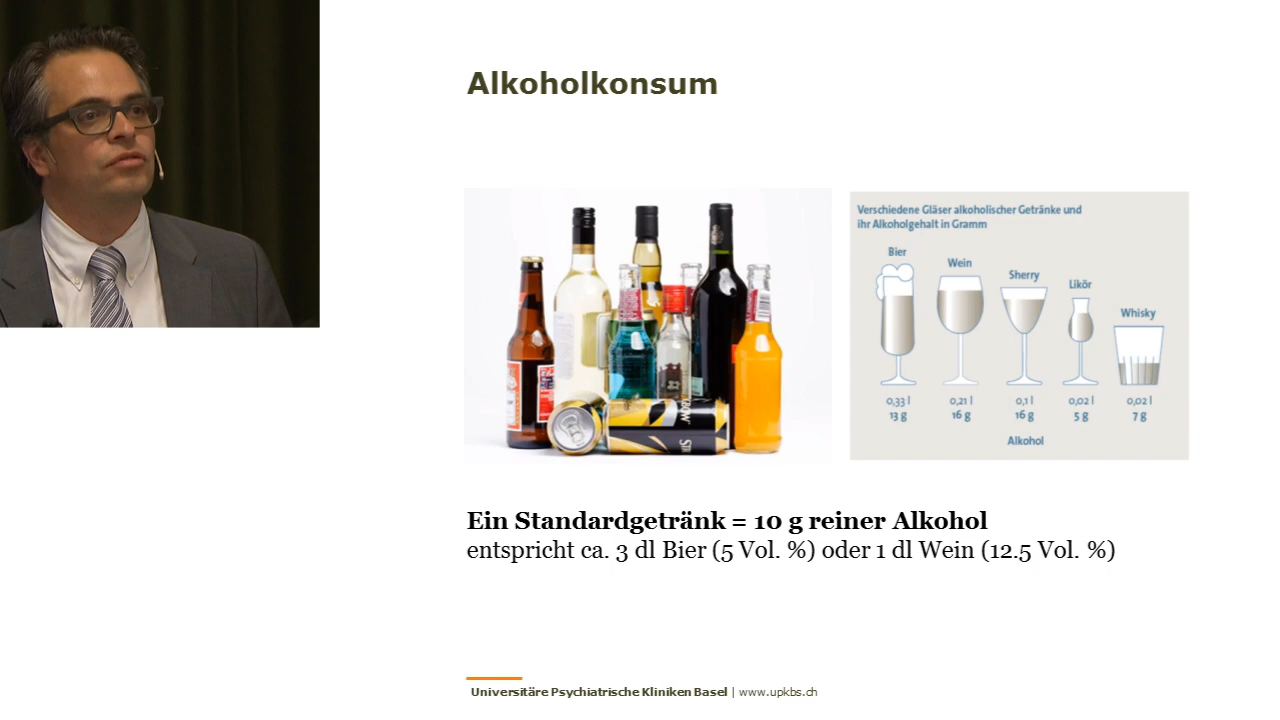 Alkoholkonsum
Verschiedene Gläser alkoholischer Getränke und
ihr Alkoholgehalt in Gramm
Bier
Wein
Sherry
Likör
Whisky
0,33 l
0,21 l
0,1 l
0,02 l
0,02 l
13 g
16 g
16 g
5 g
7 g
Alkohol
Ein Standardgetränk = 10 g reiner Alkohol
entspricht ca. 3 dl Bier (5 Vol. %) oder 1 dl Wein (12.5 Vol. %)
Universitäre Psychiatrische Kliniken Basel | www.upkbs.ch